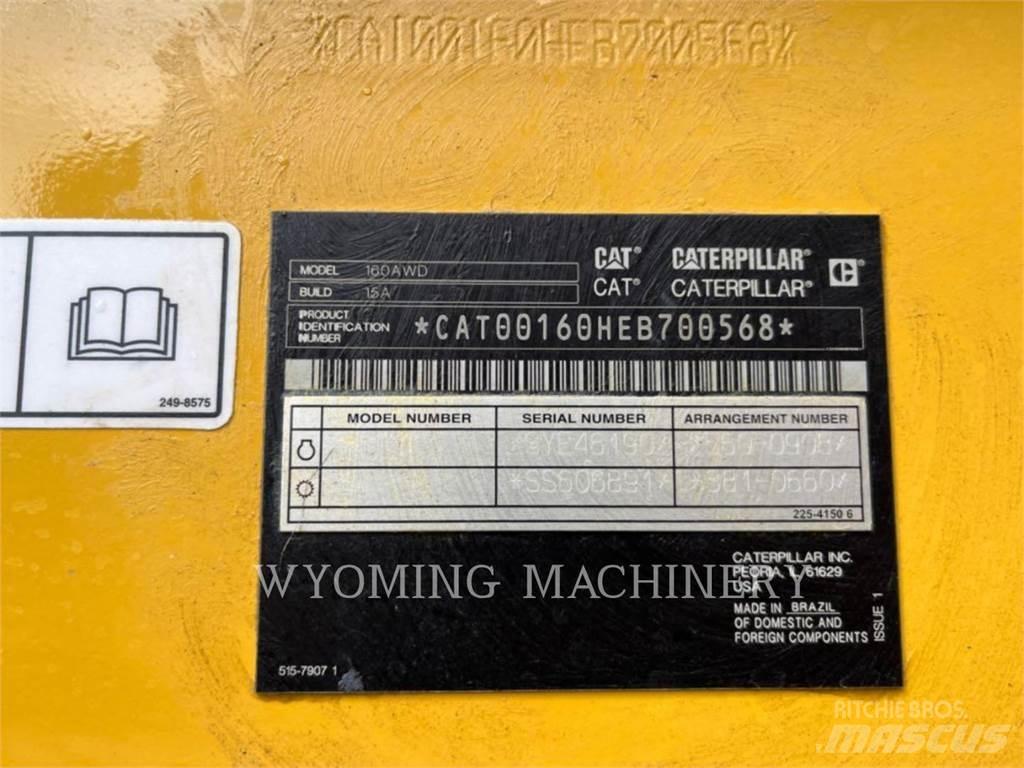 *CAT00160HEB700568*
MODEL 160AWD
CAT® CATERPILLAR®
BUILD 15A
CAT® CATERPILLAR®
PRODUCT IDENTIFICATION NUMBER *CAT00160HEB700568*
249-8575
MODEL NUMBER SERIAL NUMBER ARRANGEMENT NUMBER
225-4150 6
CATERPILLAR INC.
PEORIA, IL 61629
USA
WYOMING MACHINERY
MADE IN BRAZIL
OF DOMESTIC AND
FOREIGN COMPONENTS
ISSUE 1
515-7907 1
RITCHIE BROS.
mascus